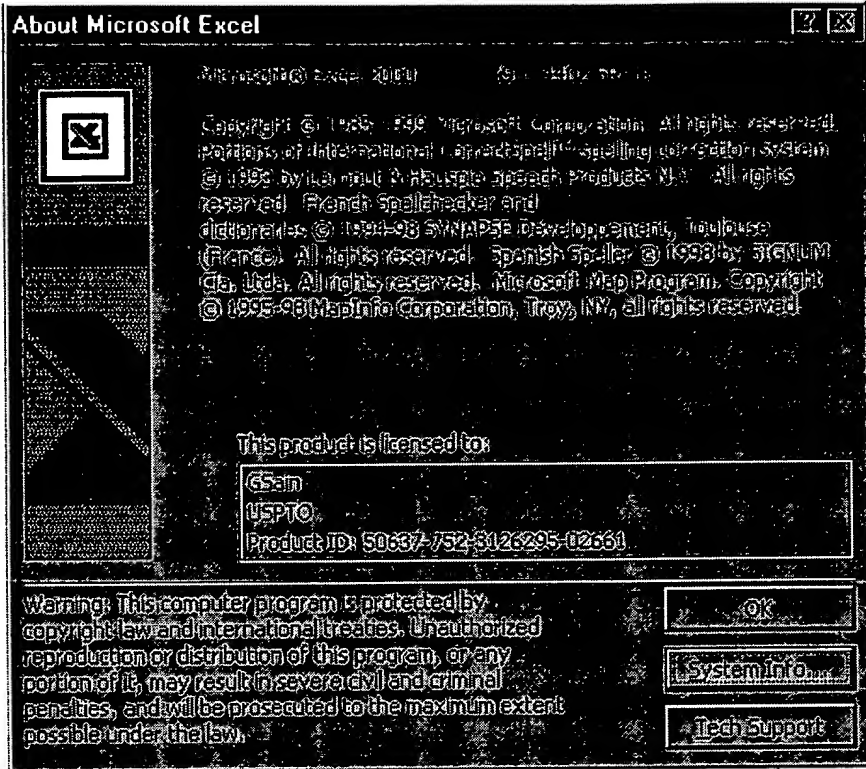 About Microsoft Excel
Microsoft® Excel 2000
Copyright © 1985-1999 Microsoft Corporation. All rights reserved.
Portions of International CorrectSpell™ spelling correction system
© 1993 by Lernout & Hauspie Speech Products N.V. All rights
reserved. French Spellchecker and
dictionaries © 1994-98 SYNAPSE Développement, Toulouse
(France). All rights reserved. Spanish Speller © 1998 by SIGNUM
Cía. Ltda. All rights reserved. Microsoft Map Program. Copyright
© 1995-98 MapInfo Corporation, Troy, NY, all rights reserved.
This product is licensed to:
GSain
USPTO
Product ID: 50637-752-3126295-02661
Warning: This computer program is protected by
copyright law and international treaties. Unauthorized
reproduction or distribution of this program, or any
portion of it, may result in severe civil and criminal
penalties, and will be prosecuted to the maximum extent
possible under the law.
OK
System Info...
Tech Support